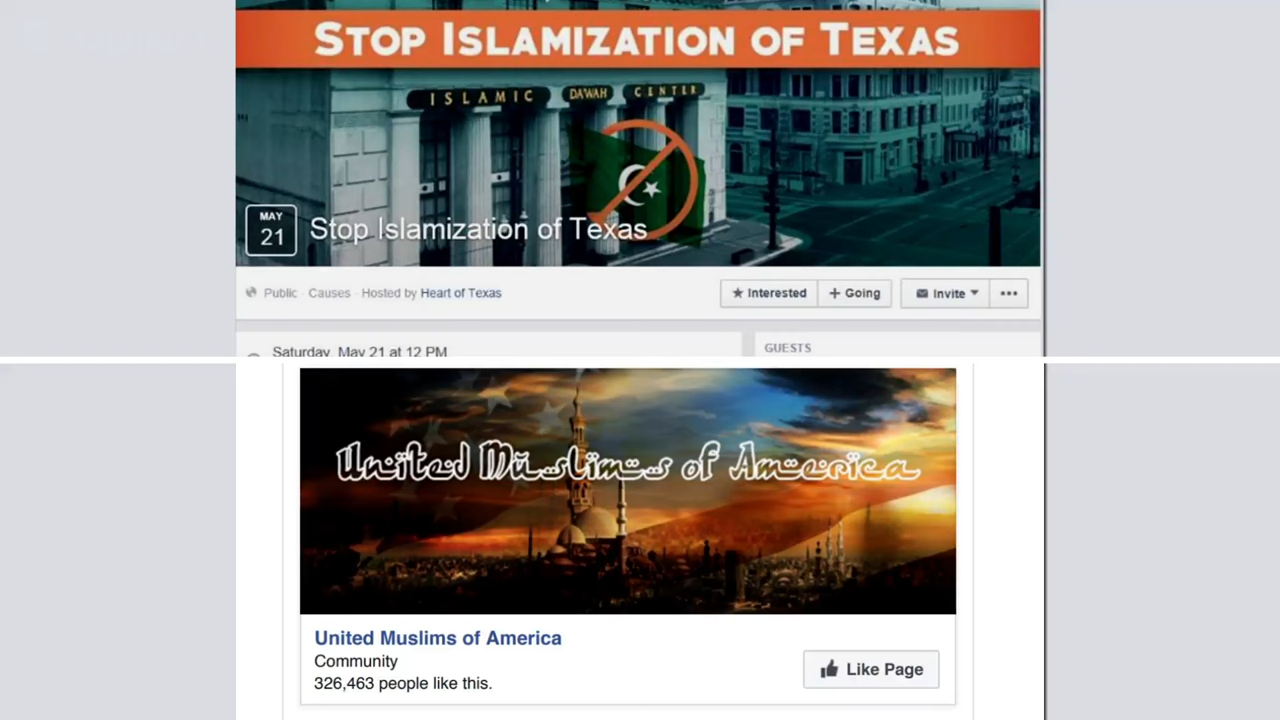 STOP ISLAMIZATION OF TEXAS
ISLAMIC DAWAH CENTER
MAY
21
Stop Islamization of Texas
Public · Causes · Hosted by Heart of Texas
Interested
+ Going
Invite
Saturday, May 21 at 12 PM
GUESTS
United Muslims of America
United Muslims of America
Community
326,463 people like this.
Like Page